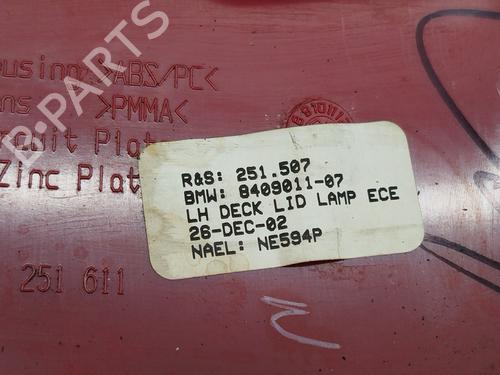 B-PARTS
>ABS/PC<
>PMMA<
Zinc Plat
R&S: 251.507
BMW: 8409011-07
LH DECK LID LAMP ECE
26-DEC-02
NAEL: NE594P
251 611